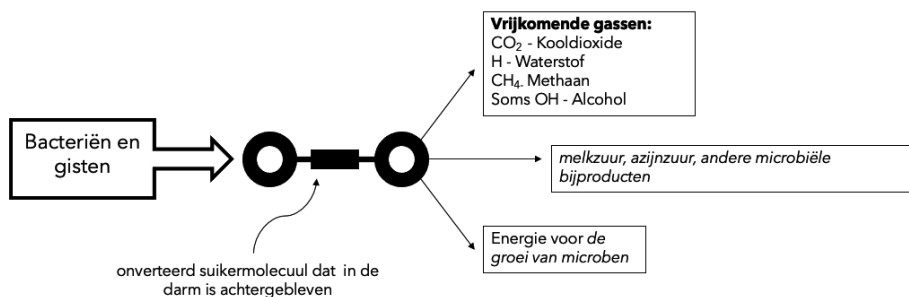 Vrijkomende gassen:
CO₂ - Kooldioxide
H - Waterstof
CH₄- Methaan
Soms OH - Alcohol
Bacteriën en
gisten
melkzuur, azijnzuur, andere microbiële
bijproducten
Energie voor de
groei van microben
onverteerd suikermolecuul dat in de
darm is achtergebleven